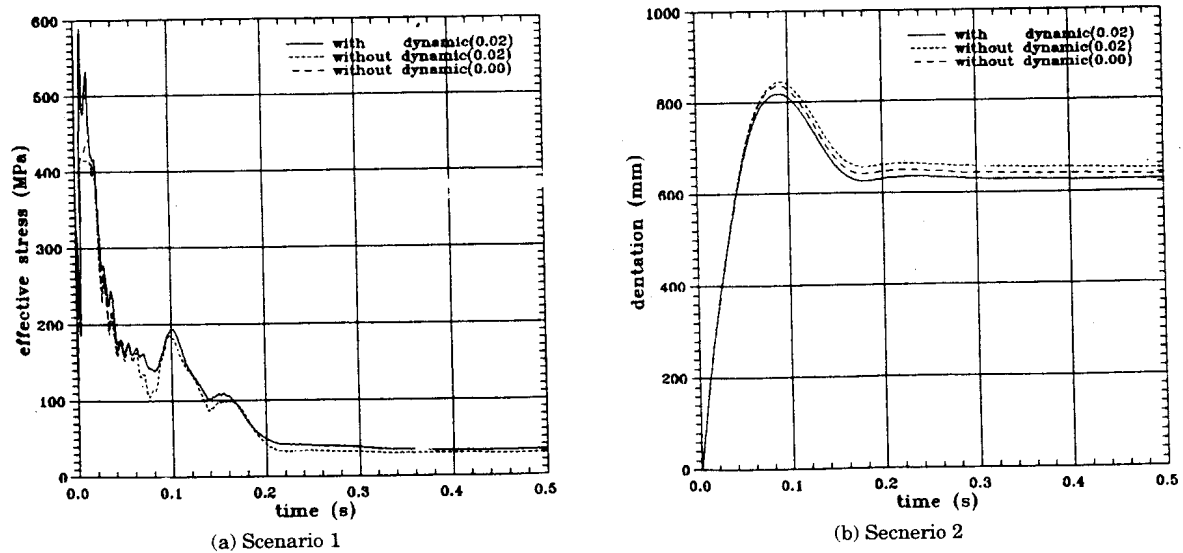 600
500
400
300
200
100
0
effective stress (MPa)
with dynamic(0.02)
without dynamic(0.02)
without dynamic(0.00)
0.0 0.1 0.2 0.3 0.4 0.5
time (s)
(a) Scenario 1
1000
800
600
400
200
0
dentation (mm)
with dynamic(0.02)
without dynamic(0.02)
without dynamic(0.00)
0.0 0.1 0.2 0.3 0.4 0.5
time (s)
(b) Secnerio 2